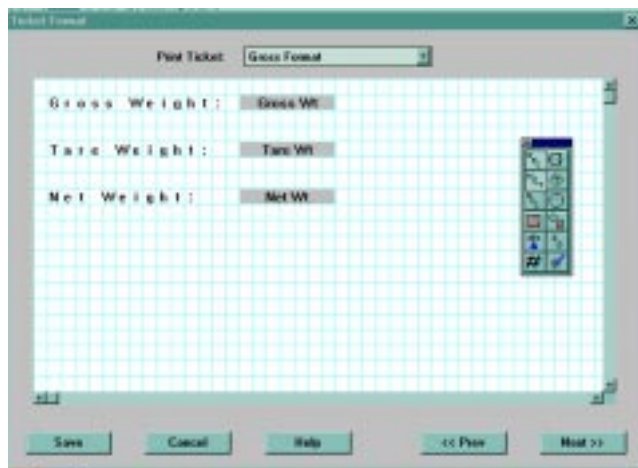 Ticket Format
Print Ticket: Gross Format
Gross Weight: Gross Wt
Tare Weight: Tare Wt
Net Weight: Net Wt
#
Save Cancel Help << Prev Next >>